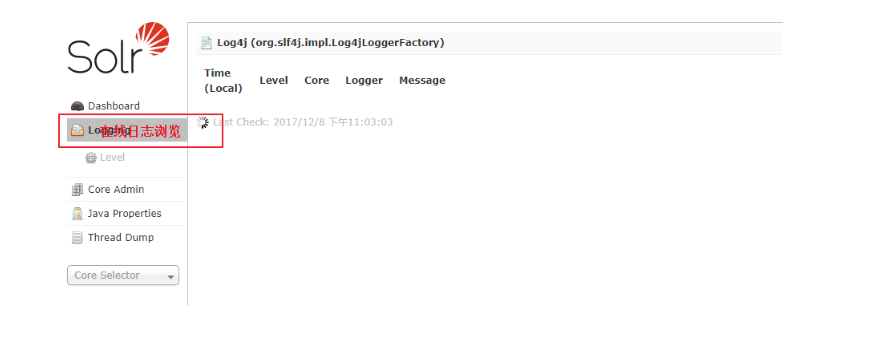 Solr
Log4j (org.slf4j.impl.Log4jLoggerFactory)
Time (Local) Level Core Logger Message
Last Check: 2017/12/8 下午11:03:03
Dashboard
Logging
在线日志浏览
Level
Core Admin
Java Properties
Thread Dump
Core Selector